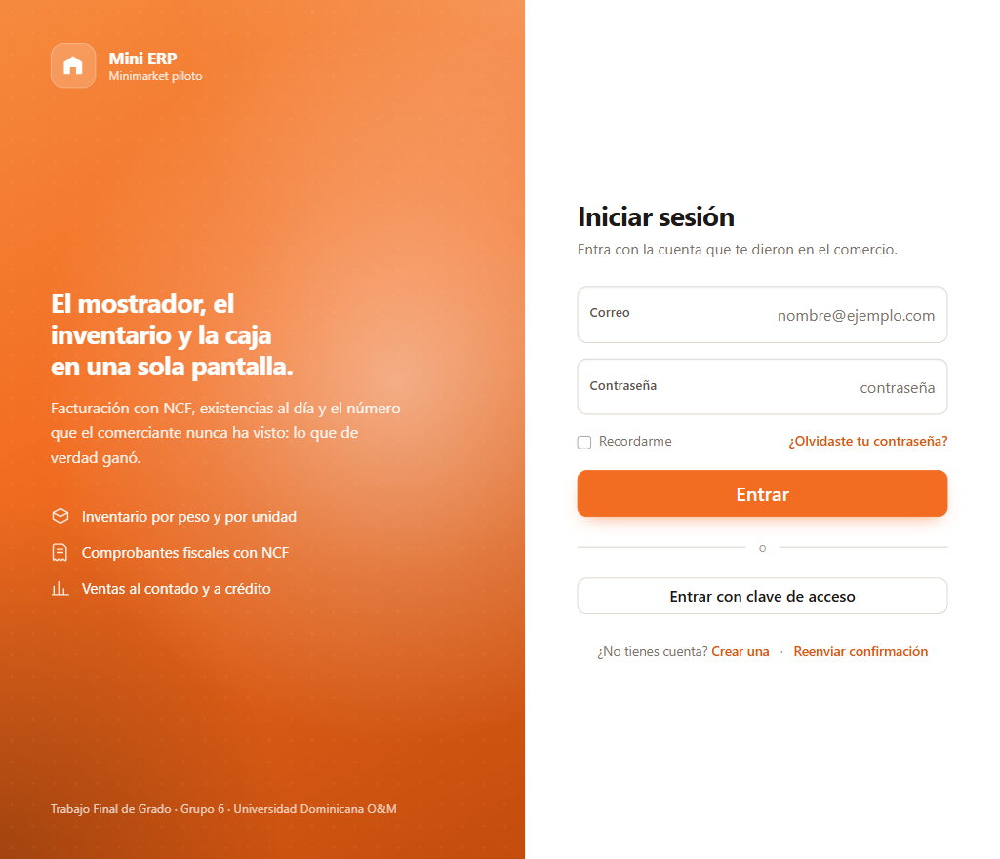 Mini ERP
Minimarket piloto
El mostrador, el
inventario y la caja
en una sola pantalla.
Facturación con NCF, existencias al día y el número
que el comerciante nunca ha visto: lo que de
verdad ganó.
Inventario por peso y por unidad
Comprobantes fiscales con NCF
Ventas al contado y a crédito
Trabajo Final de Grado · Grupo 6 · Universidad Dominicana O&M
Iniciar sesión
Entra con la cuenta que te dieron en el comercio.
Correo nombre@ejemplo.com
Contraseña contraseña
Recordarme ¿Olvidaste tu contraseña?
Entrar
o
Entrar con clave de acceso
¿No tienes cuenta? Crear una · Reenviar confirmación